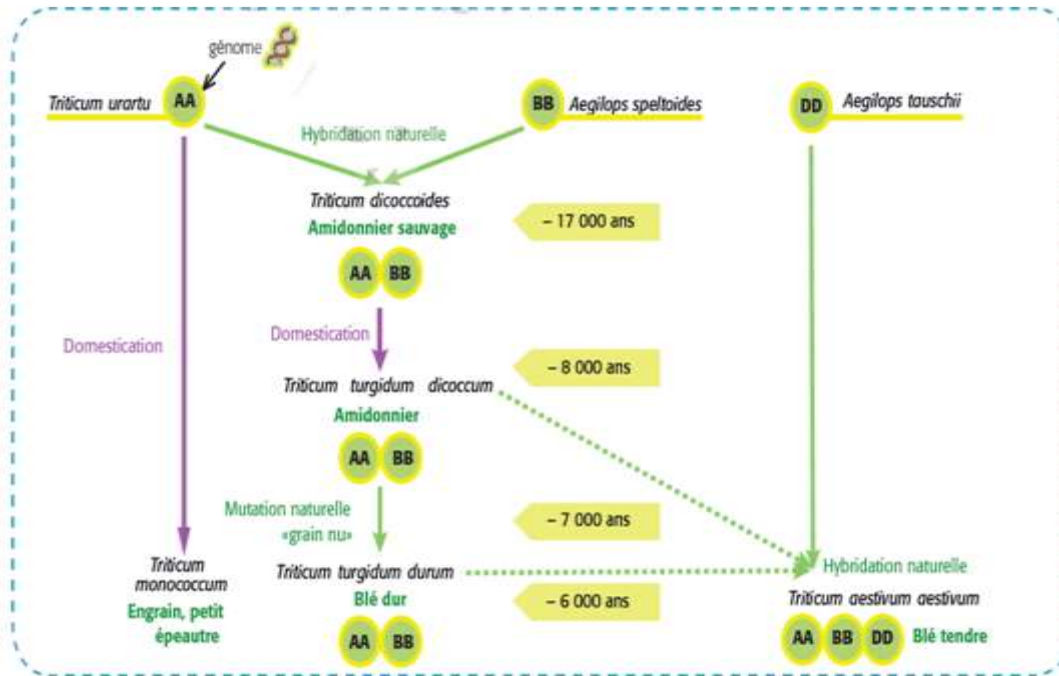 génome
Triticum urartu AA
BB Aegilops speltoides
DD Aegilops tauschii
Hybridation naturelle
Triticum dicoccoides
Amidonnier sauvage
– 17 000 ans
AA BB
Domestication
Domestication
– 8 000 ans
Triticum turgidum dicoccum
Amidonnier
AA BB
Mutation naturelle
«grain nu»
– 7 000 ans
Triticum
monococcum
Engrain, petit
épeautre
Triticum turgidum durum
Blé dur
AA BB
– 6 000 ans
Hybridation naturelle
Triticum aestivum aestivum
AA BB DD Blé tendre